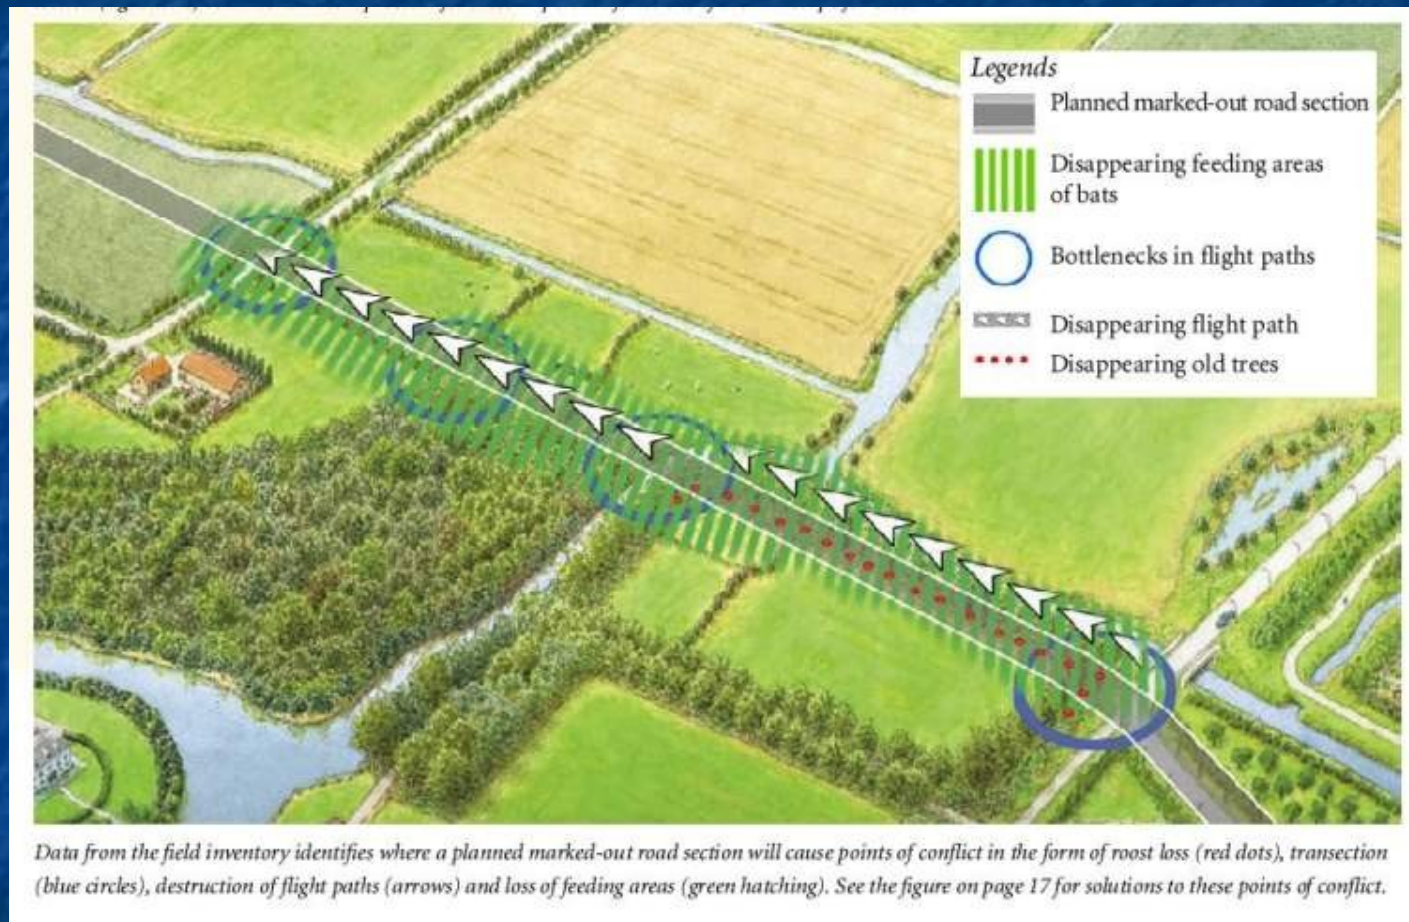 Legends
Planned marked-out road section
Disappearing feeding areas
of bats
Bottlenecks in flight paths
Disappearing flight path
Disappearing old trees
Data from the field inventory identifies where a planned marked-out road section will cause points of conflict in the form of roost loss (red dots), transection
(blue circles), destruction of flight paths (arrows) and loss of feeding areas (green hatching). See the figure on page 17 for solutions to these points of conflict.